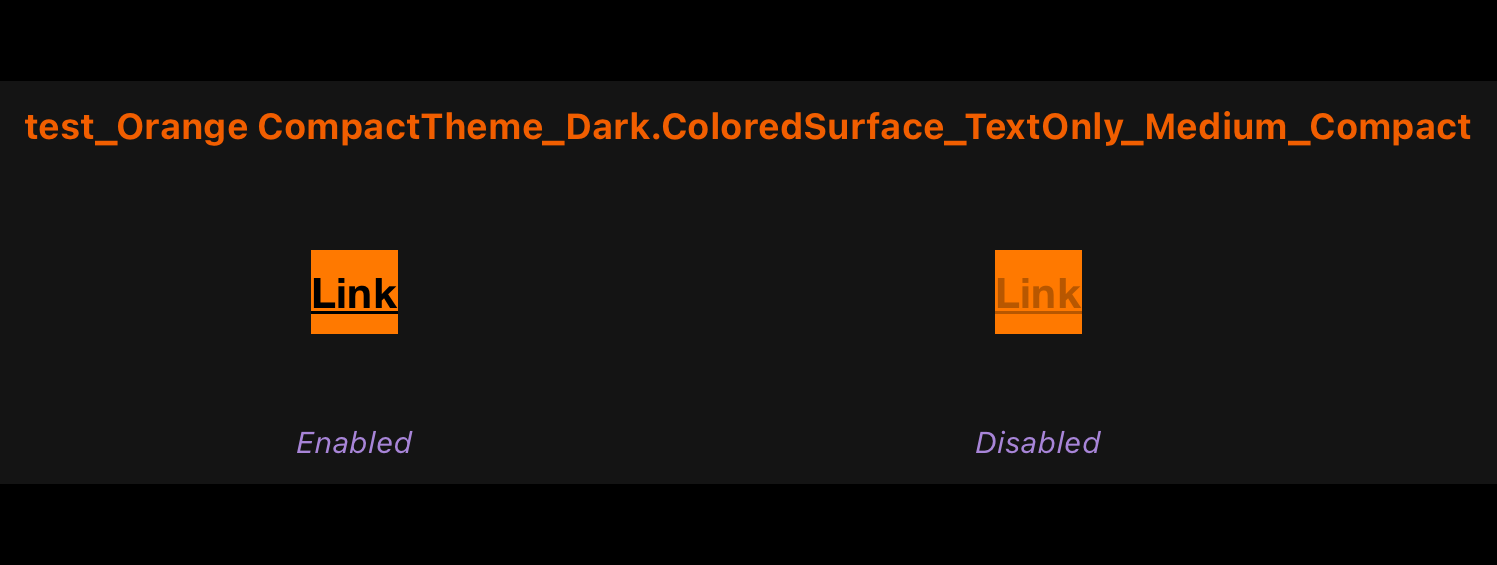 test_Orange CompactTheme_Dark.ColoredSurface_TextOnly_Medium_Compact
Link
Link
Enabled
Disabled